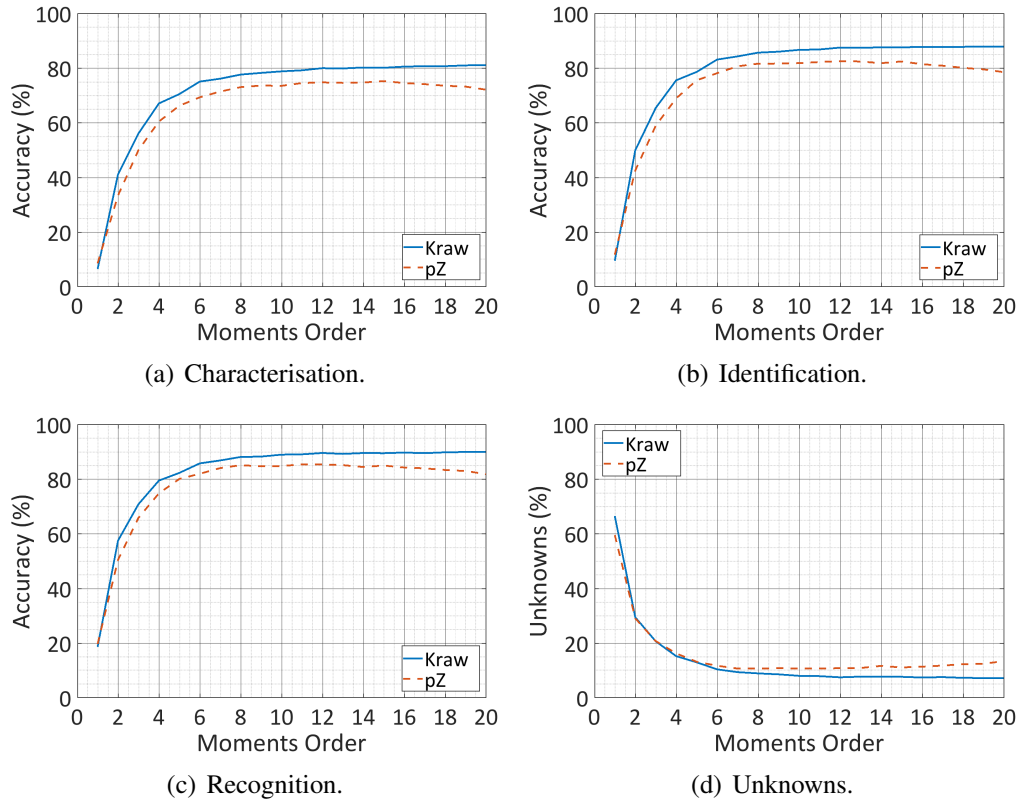 100
80
60
40
20
0
Accuracy (%)
Kraw
pZ
0 2 4 6 8 10 12 14 16 18 20
Moments Order
(a) Characterisation.
100
80
60
40
20
0
Accuracy (%)
Kraw
pZ
0 2 4 6 8 10 12 14 16 18 20
Moments Order
(b) Identification.
100
80
60
40
20
0
Accuracy (%)
Kraw
pZ
0 2 4 6 8 10 12 14 16 18 20
Moments Order
(c) Recognition.
100
80
60
40
20
0
Unknowns (%)
Kraw
pZ
0 2 4 6 8 10 12 14 16 18 20
Moments Order
(d) Unknowns.